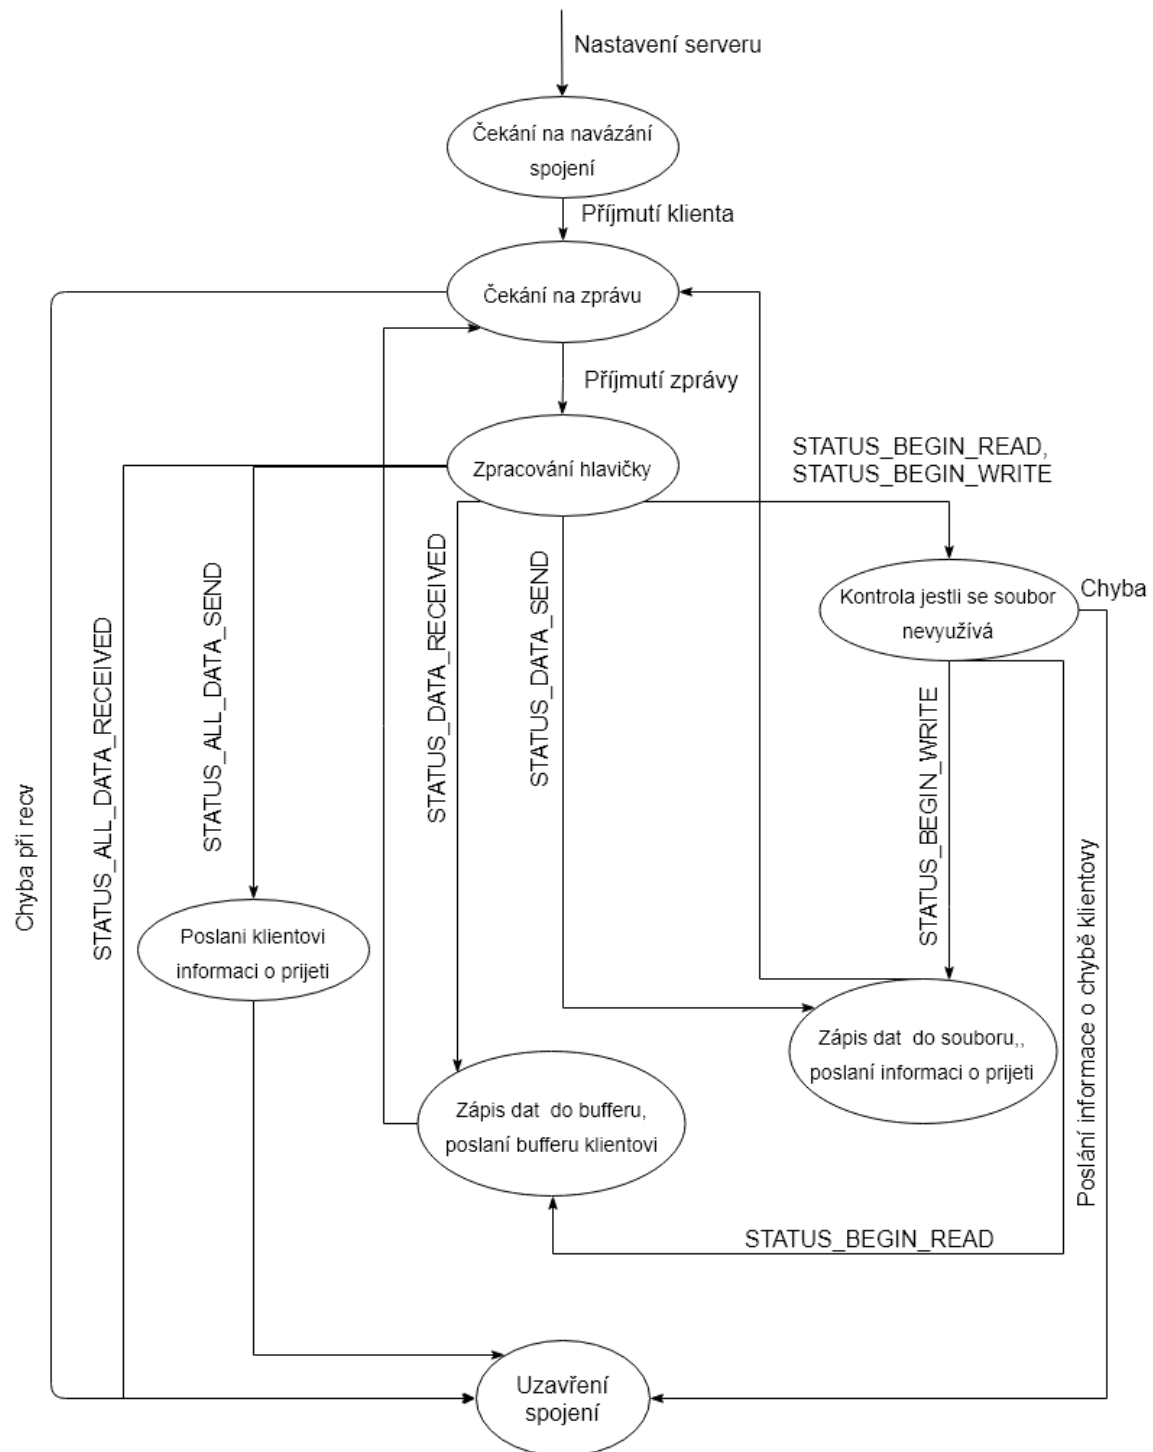 Nastavení serveru
Čekání na navázání
spojení
Příjmutí klienta
Čekání na zprávu
Příjmutí zprávy
Zpracování hlavičky
STATUS_BEGIN_READ,
STATUS_BEGIN_WRITE
Kontrola jestli se soubor
nevyužívá
Chyba
Chyba při recv
STATUS_ALL_DATA_RECEIVED
STATUS_ALL_DATA_SEND
STATUS_DATA_RECEIVED
STATUS_DATA_SEND
STATUS_BEGIN_WRITE
Poslání informace o chybě klientovy
Poslani klientovi
informaci o prijeti
Zápis dat do souboru,,
poslaní informaci o prijeti
Zápis dat do bufferu,
poslaní bufferu klientovi
STATUS_BEGIN_READ
Uzavření
spojení